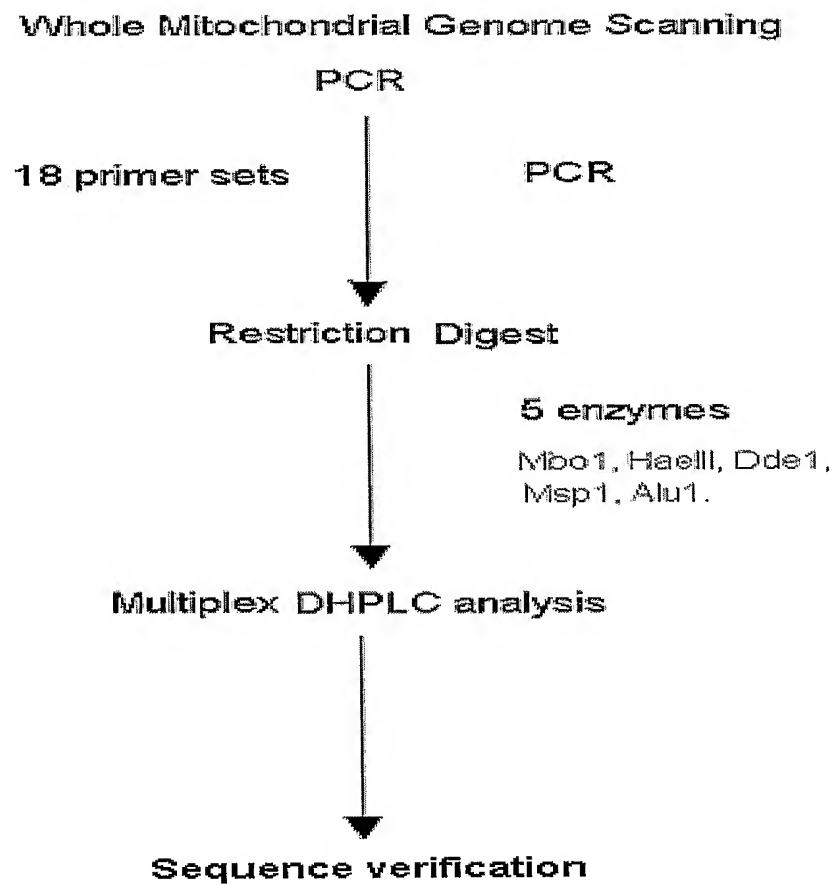 Whole Mitochondrial Genome Scanning
PCR
18 primer sets
PCR
Restriction Digest
5 enzymes
Mbo1, HaeIII, Dde1,
Msp1, Alu1.
Multiplex DHPLC analysis
Sequence verification